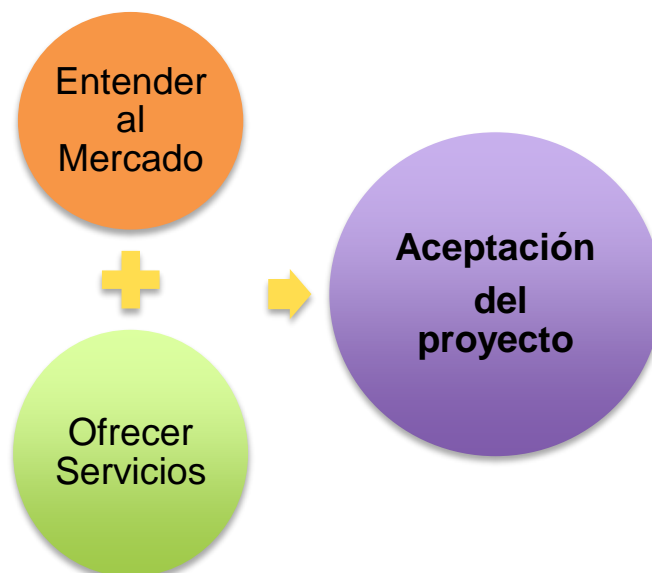 Entender
al
Mercado
Ofrecer
Servicios
Aceptación
del
proyecto